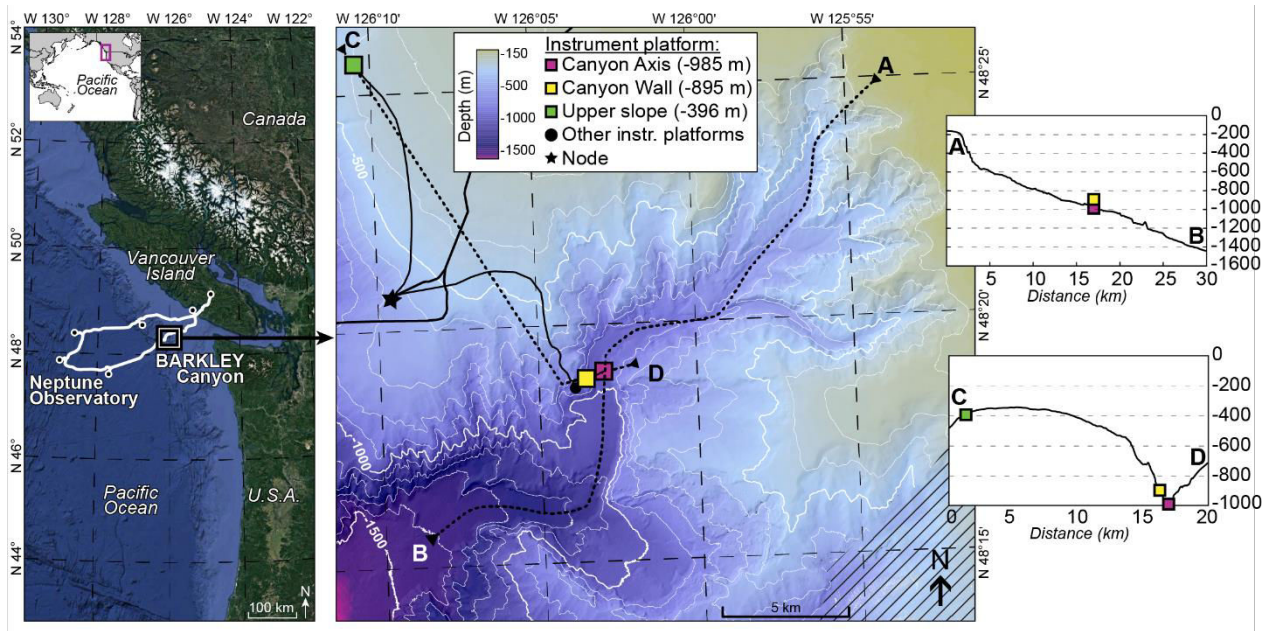 W 130° W 128° W 126° W 124° W 122°
N 54°
N 52°
N 50°
N 48°
N 46°
N 44°
Pacific
Ocean
Canada
Vancouver
Island
BARKLEY
Canyon
Neptune
Observatory
Pacific
Ocean
U.S.A.
100 km
N
W 126°10' W 126°05' W 126°00' W 125°55'
C
A
-500
D
-1000
-1500
B
5 km
N
N 48°25'
N 48°20'
N 48°15'
Depth (m)
-150
-500
-1000
-1500
Instrument platform:
Canyon Axis (-985 m)
Canyon Wall (-895 m)
Upper slope (-396 m)
Other instr. platforms
Node
A
B
0
-200
-400
-600
-800
-1000
-1200
-1400
-1600
5 10 15 20 25 30
Distance (km)
C
D
0
-200
-400
-600
-800
-1000
0 5 10 15 20
Distance (km)